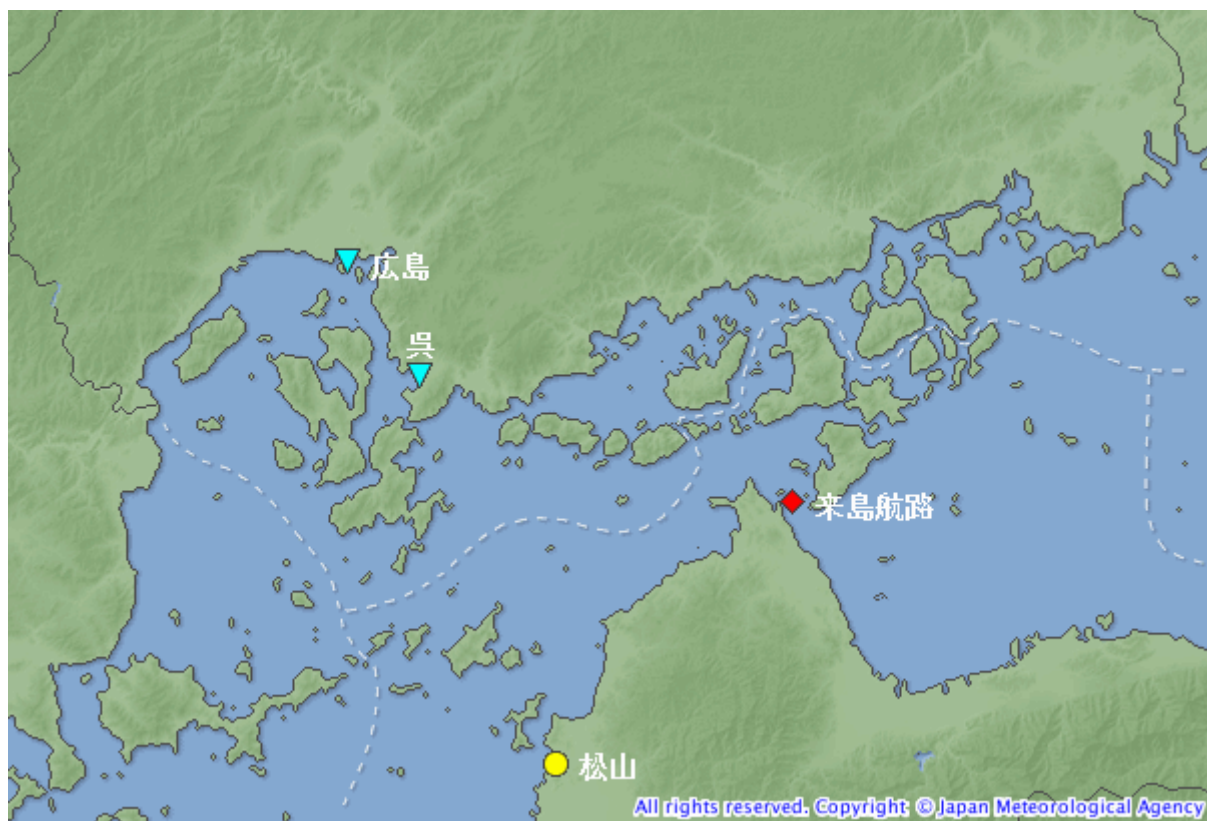 広島
呉
来島航路
松山
All rights reserved. Copyright © Japan Meteorological Agency